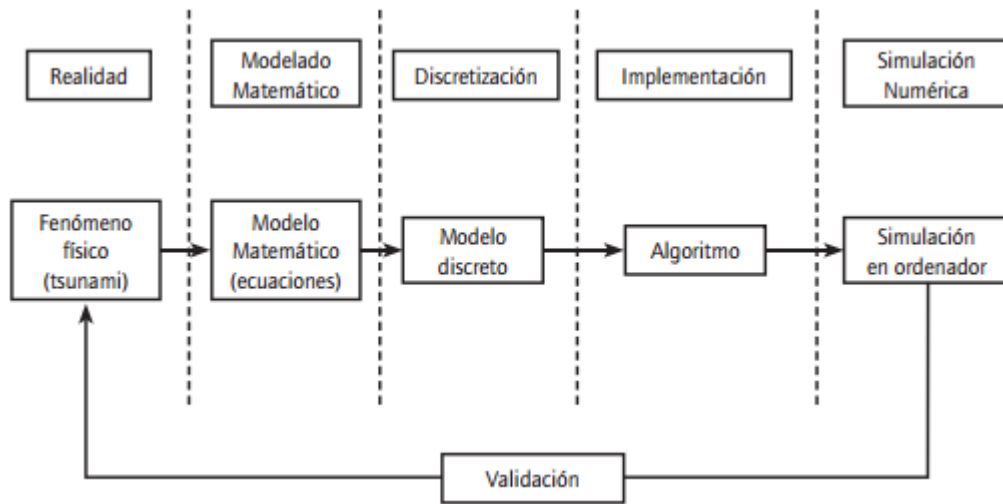 Realidad
Modelado
Matemático
Discretización
Implementación
Simulación
Numérica
Fenómeno
físico
(tsunami)
Modelo
Matemático
(ecuaciones)
Modelo
discreto
Algoritmo
Simulación
en ordenador
Validación